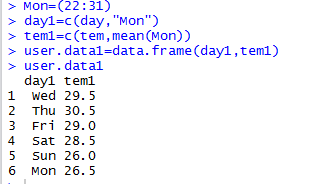 > Mon=(22:31)
> day1=c(day,"Mon")
> tem1=c(tem,mean(Mon))
> user.data1=data.frame(day1,tem1)
> user.data1
  day1 tem1
1  Wed 29.5
2  Thu 30.5
3  Fri 29.0
4  Sat 28.5
5  Sun 26.0
6  Mon 26.5